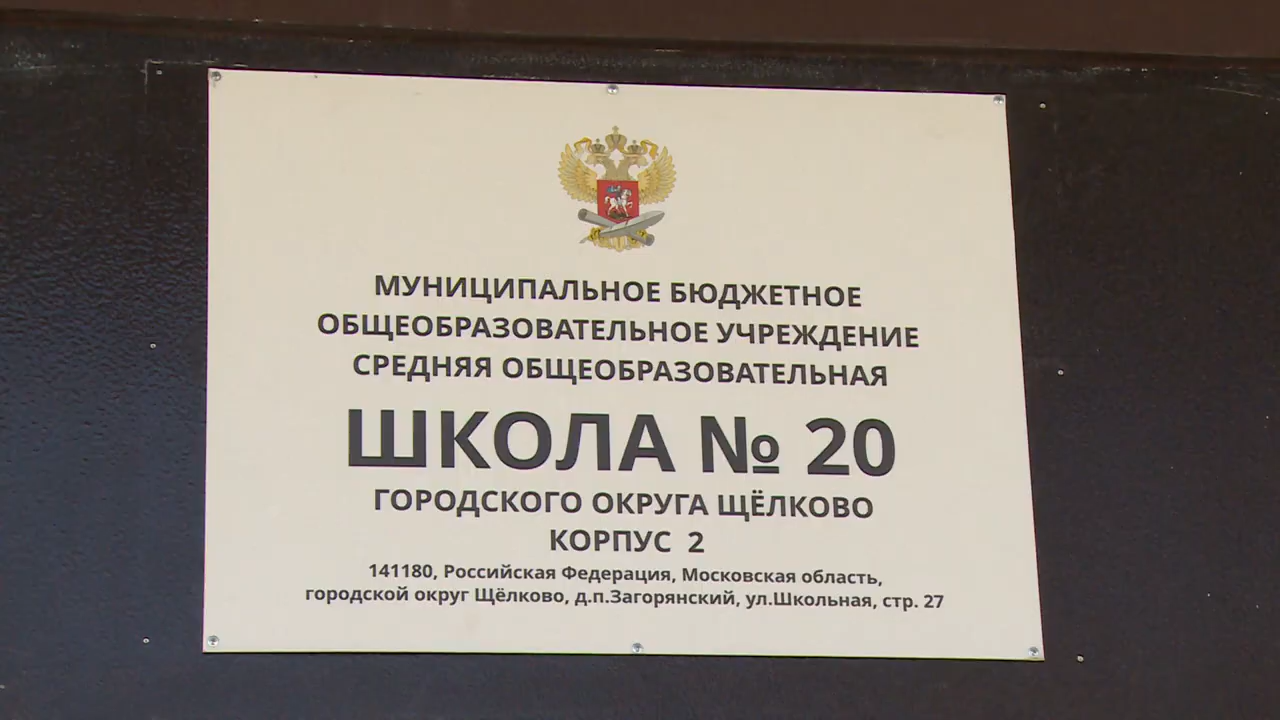 МУНИЦИПАЛЬНОЕ БЮДЖЕТНОЕ
ОБЩЕОБРАЗОВАТЕЛЬНОЕ УЧРЕЖДЕНИЕ
СРЕДНЯЯ ОБЩЕОБРАЗОВАТЕЛЬНАЯ
ШКОЛА № 20
ГОРОДСКОГО ОКРУГА ЩЁЛКОВО
КОРПУС 2
141180, Российская Федерация, Московская область,
городской округ Щёлково, д.п.Загорянский, ул.Школьная, стр. 27